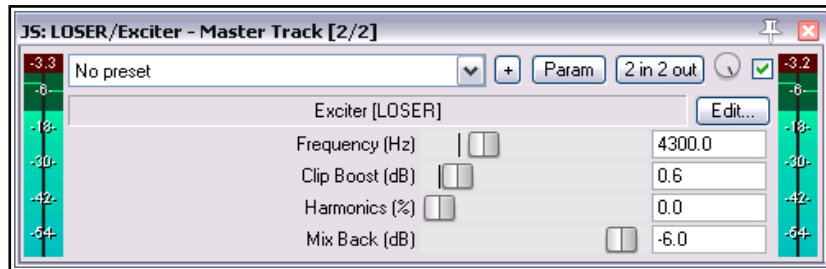 JS: LOSER/Exciter - Master Track [2/2]
-3.3 No preset + Param 2 in 2 out -3.2
-6- -6-
Exciter [LOSER] Edit...
-18- -18-
Frequency (Hz) 4300.0
-30- -30-
Clip Boost (dB) 0.6
-42- Harmonics (%) 0.0 -42-
-54- Mix Back (dB) -6.0 -54-